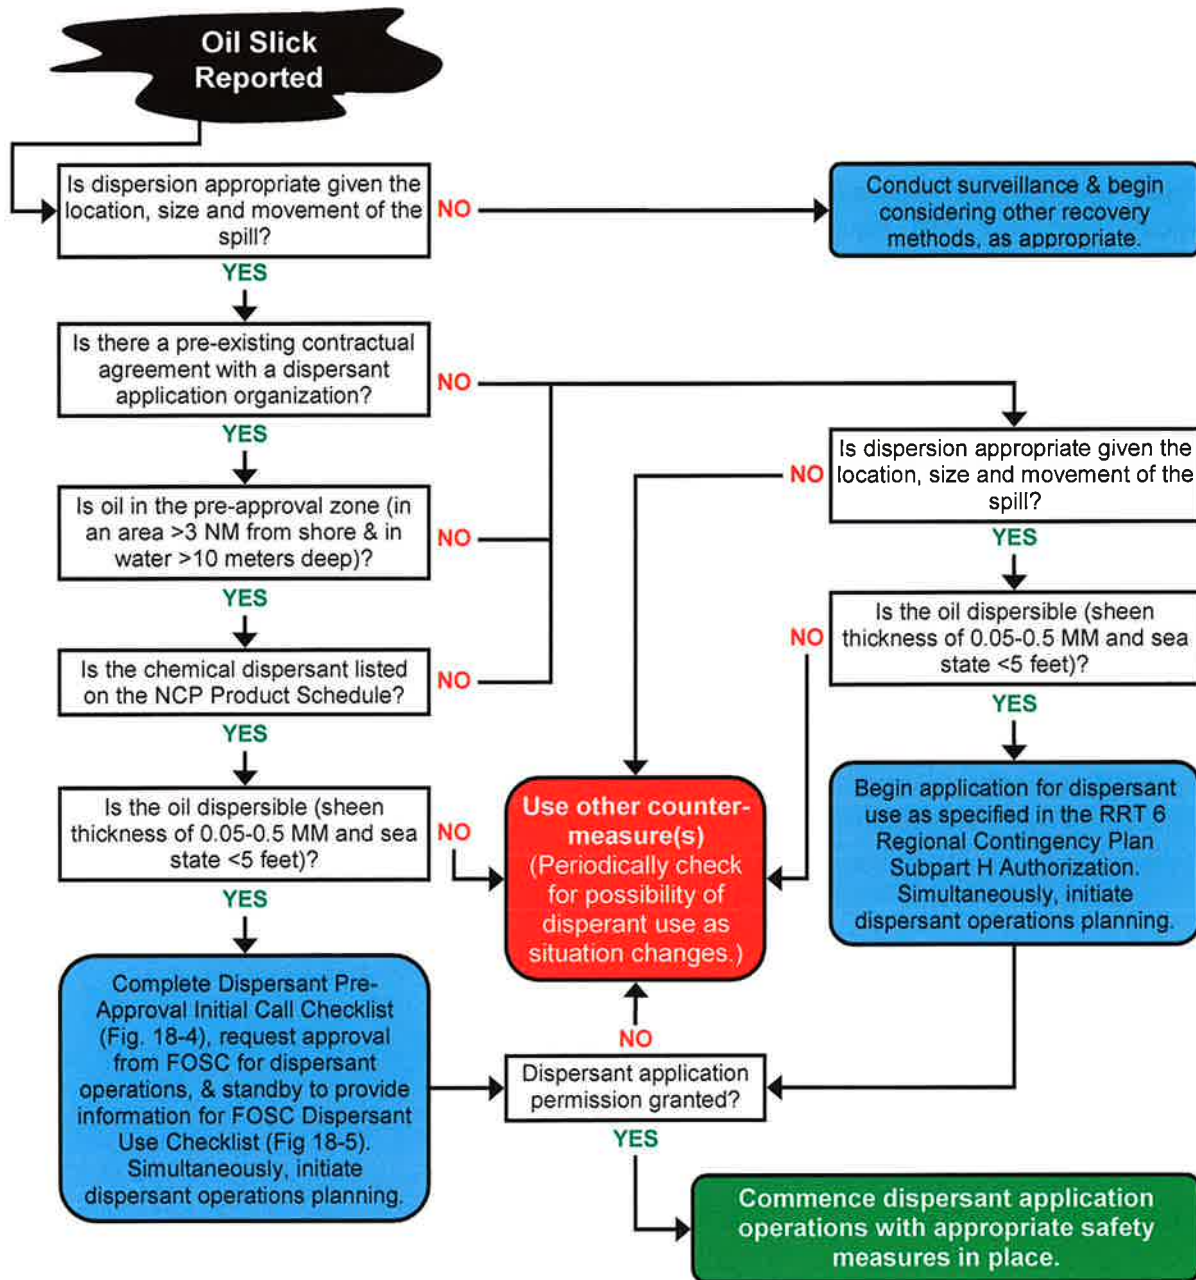 Oil Slick
Reported
Is dispersion appropriate given the
location, size and movement of the
spill?
NO
Conduct surveillance & begin
considering other recovery
methods, as appropriate.
YES
Is there a pre-existing contractual
agreement with a dispersant
application organization?
NO
YES
Is oil in the pre-approval zone (in
an area >3 NM from shore & in
water >10 meters deep)?
NO
YES
Is the chemical dispersant listed
on the NCP Product Schedule?
NO
YES
Is the oil dispersible (sheen
thickness of 0.05-0.5 MM and sea
state <5 feet)?
NO
YES
Complete Dispersant Pre-
Approval Initial Call Checklist
(Fig. 18-4), request approval
from FOSC for dispersant
operations, & standby to provide
information for FOSC Dispersant
Use Checklist (Fig 18-5).
Simultaneously, initiate
dispersant operations planning.
Is dispersion appropriate given the
location, size and movement of the
spill?
NO
YES
Is the oil dispersible (sheen
thickness of 0.05-0.5 MM and sea
state <5 feet)?
NO
YES
Begin application for dispersant
use as specified in the RRT 6
Regional Contingency Plan
Subpart H Authorization.
Simultaneously, initiate
dispersant operations planning.
Use other counter-
measure(s)
(Periodically check
for possibility of
disperant use as
situation changes.)
NO
Dispersant application
permission granted?
YES
Commence dispersant application
operations with appropriate safety
measures in place.